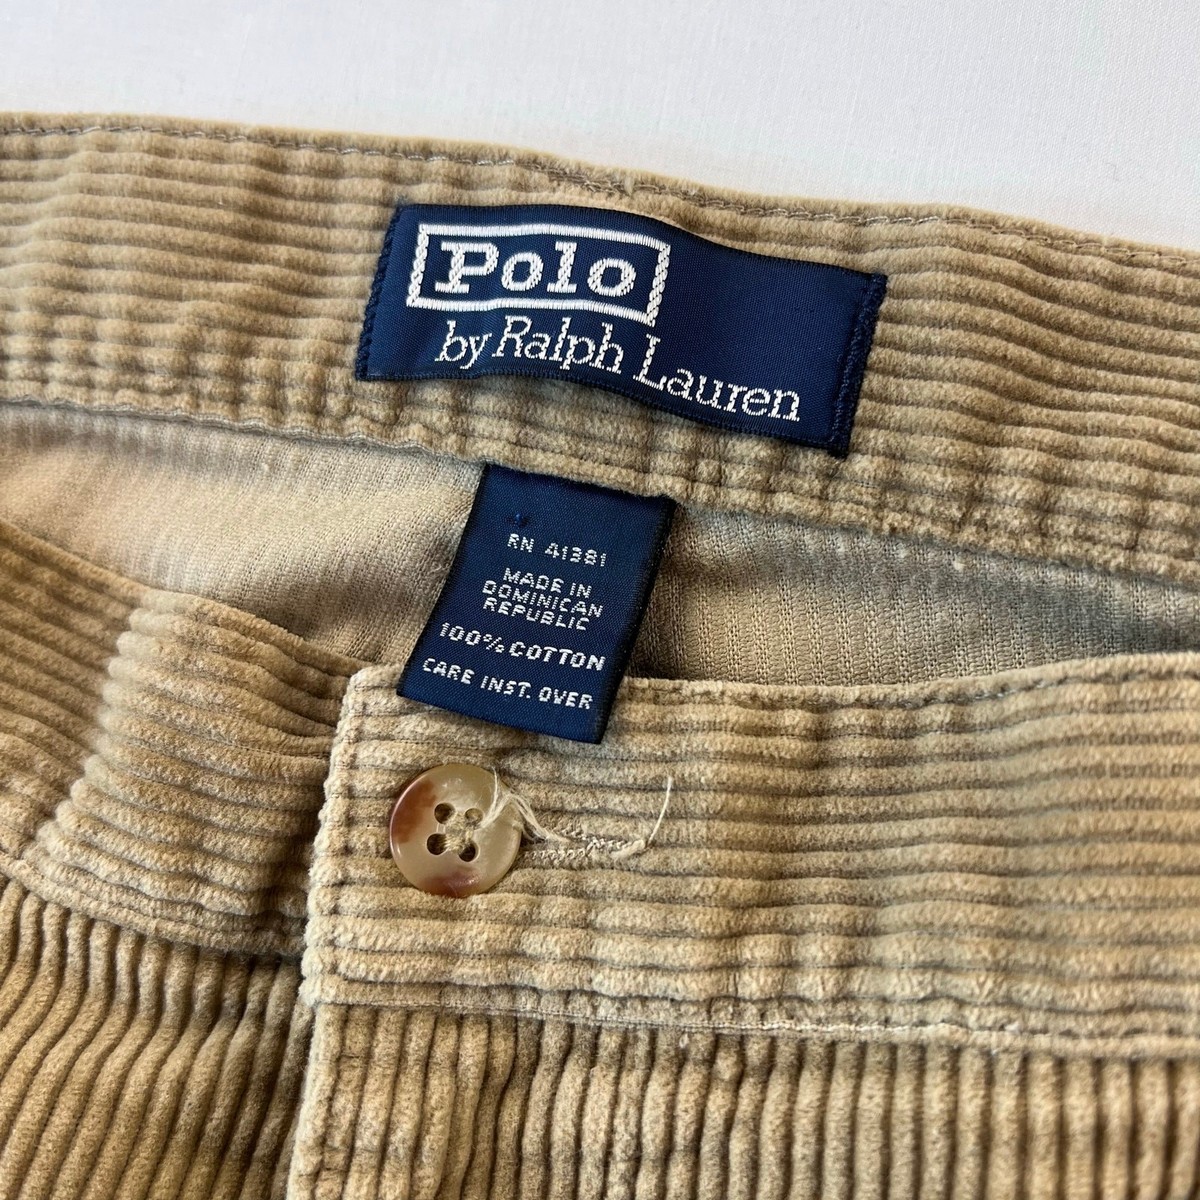 Polo
by Ralph Lauren
RN 41381
MADE IN
DOMINICAN
REPUBLIC
100% COTTON
CARE INST. OVER